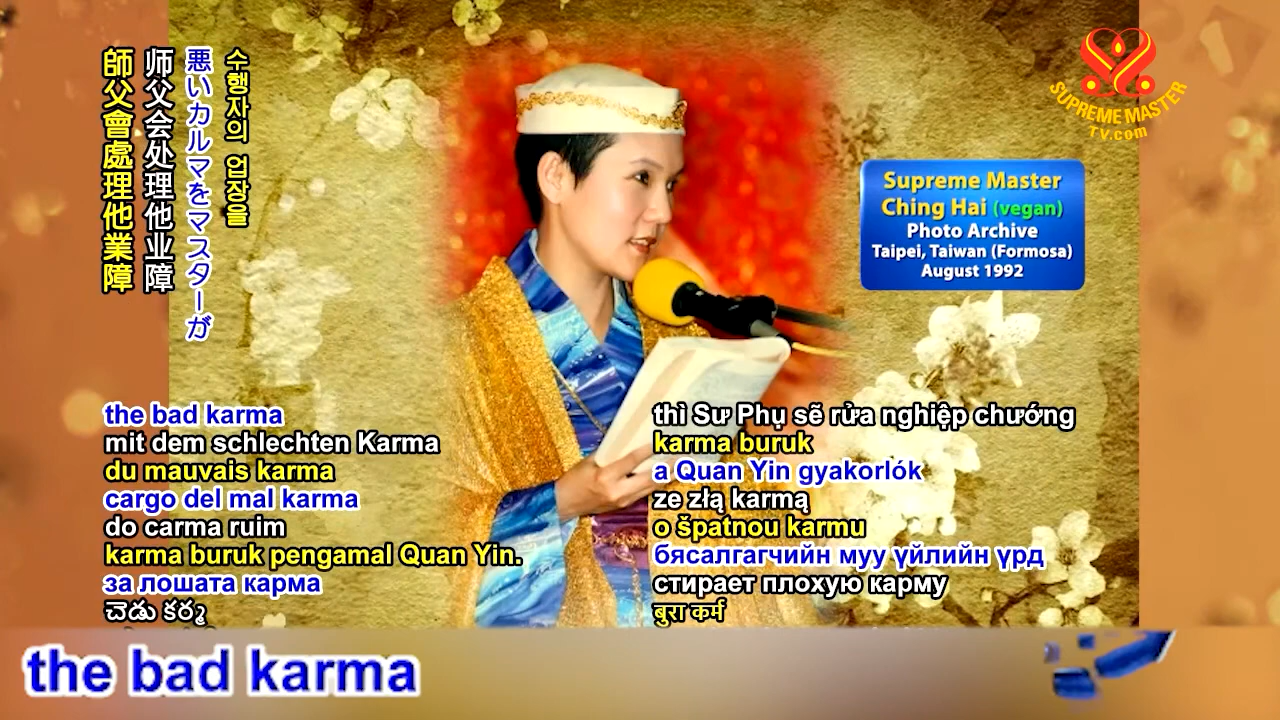 수행자의 업장을
悪いカルマをマスターが
师父会处理他业障
師父會處理他業障
SUPREME MASTER
TV.com
Supreme Master
Ching Hai (vegan)
Photo Archive
Taipei, Taiwan (Formosa)
August 1992
the bad karma
mit dem schlechten Karma
du mauvais karma
cargo del mal karma
do carma ruim
karma buruk pengamal Quan Yin.
за лошата карма
చెడు కర్మ
thì Sư Phụ sẽ rửa nghiệp chướng
karma buruk
a Quan Yin gyakorlók
ze złą karmą
o špatnou karmu
бясалгагчийн муу үйлийн үрд
стирает плохую карму
बुरा कर्म
the bad karma